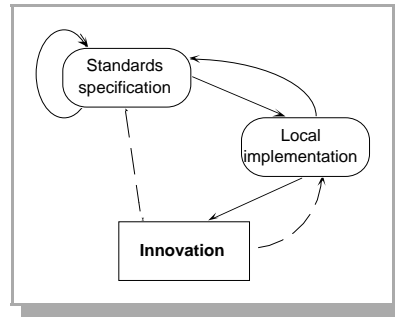 Standards
specification
Local
implementation
Innovation